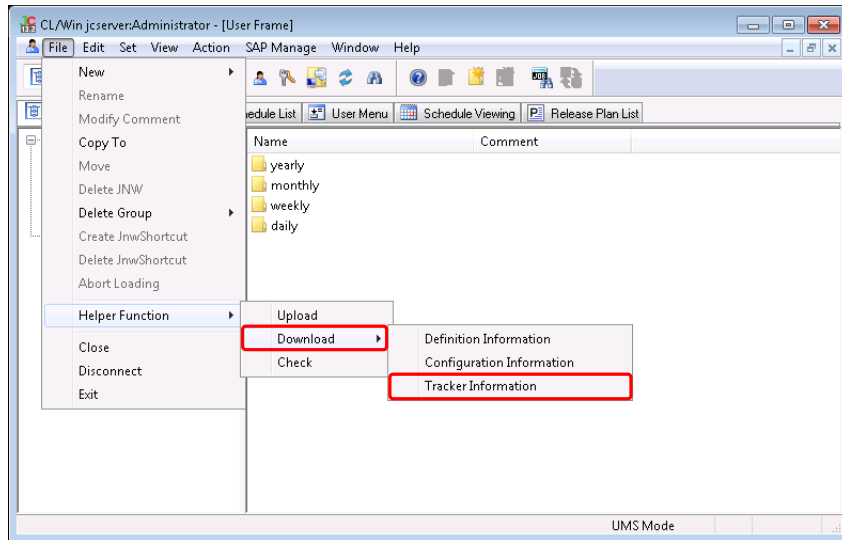 CL/Win jcserver:Administrator - [User Frame]
File Edit Set View Action SAP Manage Window Help
edule List User Menu Schedule Viewing Release Plan List
New
Rename
Modify Comment
Copy To
Move
Delete JNW
Delete Group
Create JnwShortcut
Delete JnwShortcut
Abort Loading
Helper Function
Close
Disconnect
Exit
Name Comment
yearly
monthly
weekly
daily
Upload
Download
Check
Definition Information
Configuration Information
Tracker Information
UMS Mode